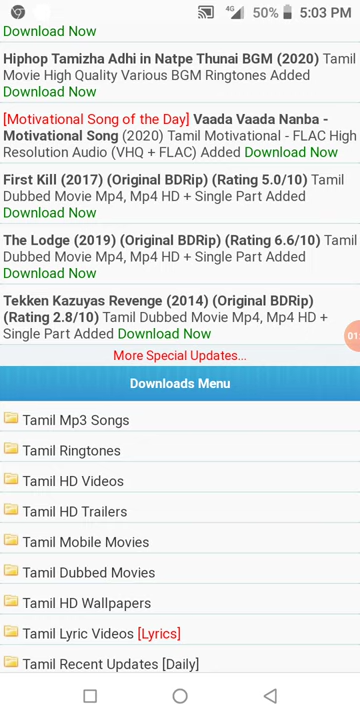 50% 5:03 PM
4G
Download Now
Hiphop Tamizha Adhi in Natpe Thunai BGM (2020) Tamil
Movie High Quality Various BGM Ringtones Added
Download Now
[Motivational Song of the Day] Vaada Vaada Nanba -
Motivational Song (2020) Tamil Motivational - FLAC High
Resolution Audio (VHQ + FLAC) Added Download Now
First Kill (2017) (Original BDRip) (Rating 5.0/10) Tamil
Dubbed Movie Mp4, Mp4 HD + Single Part Added
Download Now
The Lodge (2019) (Original BDRip) (Rating 6.6/10) Tamil
Dubbed Movie Mp4, Mp4 HD + Single Part Added
Download Now
Tekken Kazuyas Revenge (2014) (Original BDRip)
(Rating 2.8/10) Tamil Dubbed Movie Mp4, Mp4 HD +
Single Part Added Download Now
More Special Updates...
Downloads Menu
Tamil Mp3 Songs
Tamil Ringtones
Tamil HD Videos
Tamil HD Trailers
Tamil Mobile Movies
Tamil Dubbed Movies
Tamil HD Wallpapers
Tamil Lyric Videos [Lyrics]
Tamil Recent Updates [Daily]